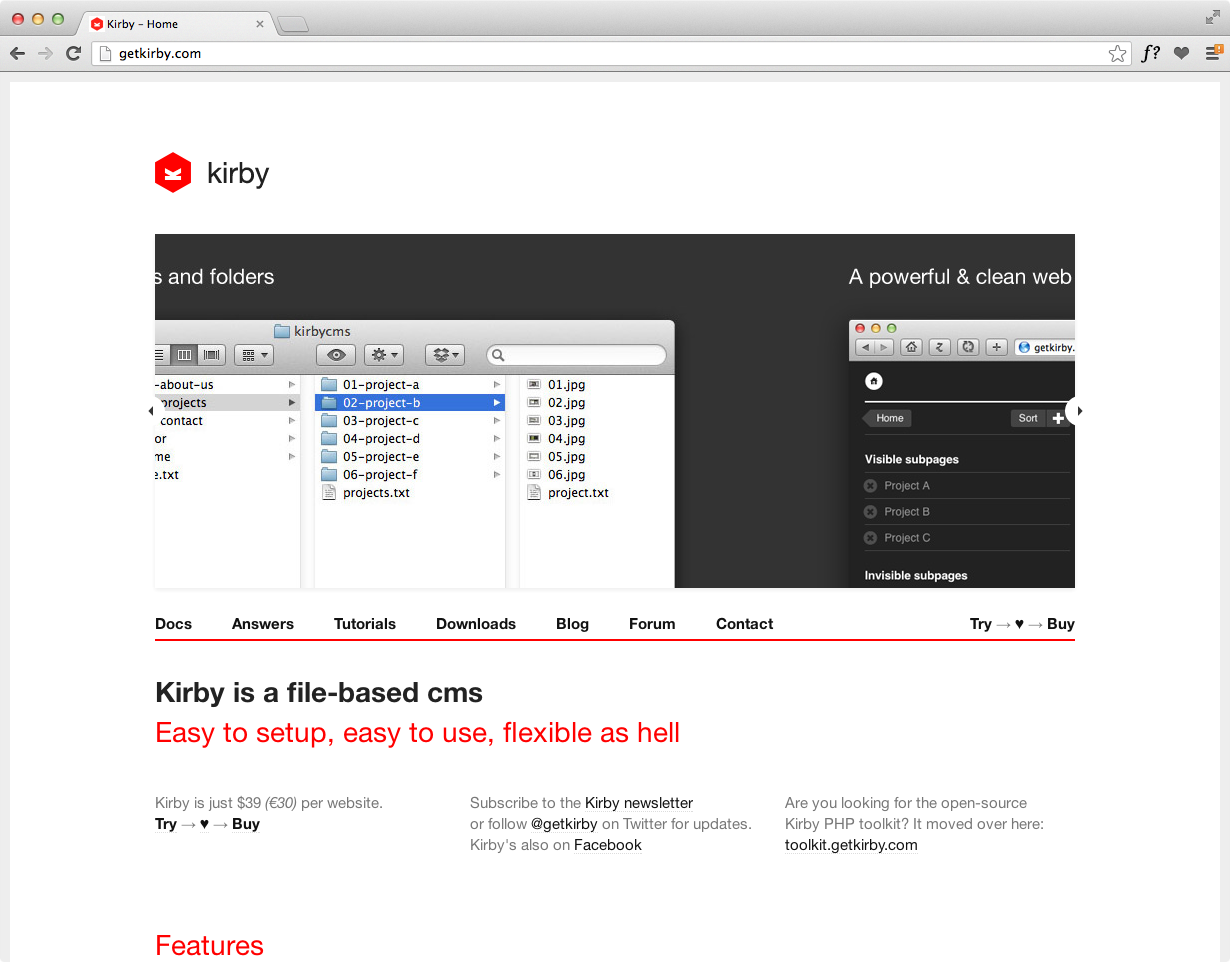 Kirby – Home
getkirby.com
f?
kirby
s and folders
A powerful & clean web
kirbycms
getkirby.
-about-us
projects
contact
or
me
e.txt
01-project-a
02-project-b
03-project-c
04-project-d
05-project-e
06-project-f
projects.txt
01.jpg
02.jpg
03.jpg
04.jpg
05.jpg
06.jpg
project.txt
Home
Sort
Visible subpages
Project A
Project B
Project C
Invisible subpages
Docs Answers Tutorials Downloads Blog Forum Contact Try → ♥ → Buy
Kirby is a file-based cms
Easy to setup, easy to use, flexible as hell
Kirby is just $39 (€30) per website.
Try → ♥ → Buy
Subscribe to the Kirby newsletter
or follow @getkirby on Twitter for updates.
Kirby's also on Facebook
Are you looking for the open-source
Kirby PHP toolkit? It moved over here:
toolkit.getkirby.com
Features